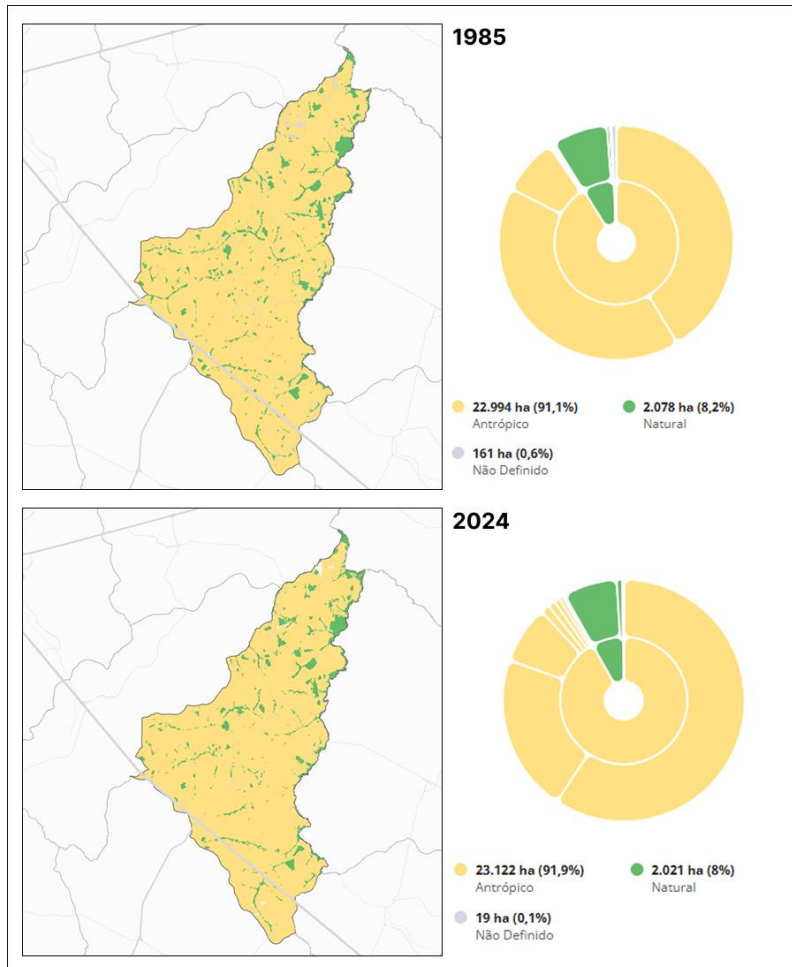 1985
22.994 ha (91,1%)
Antrópico
2.078 ha (8,2%)
Natural
161 ha (0,6%)
Não Definido
2024
23.122 ha (91,9%)
Antrópico
2.021 ha (8%)
Natural
19 ha (0,1%)
Não Definido